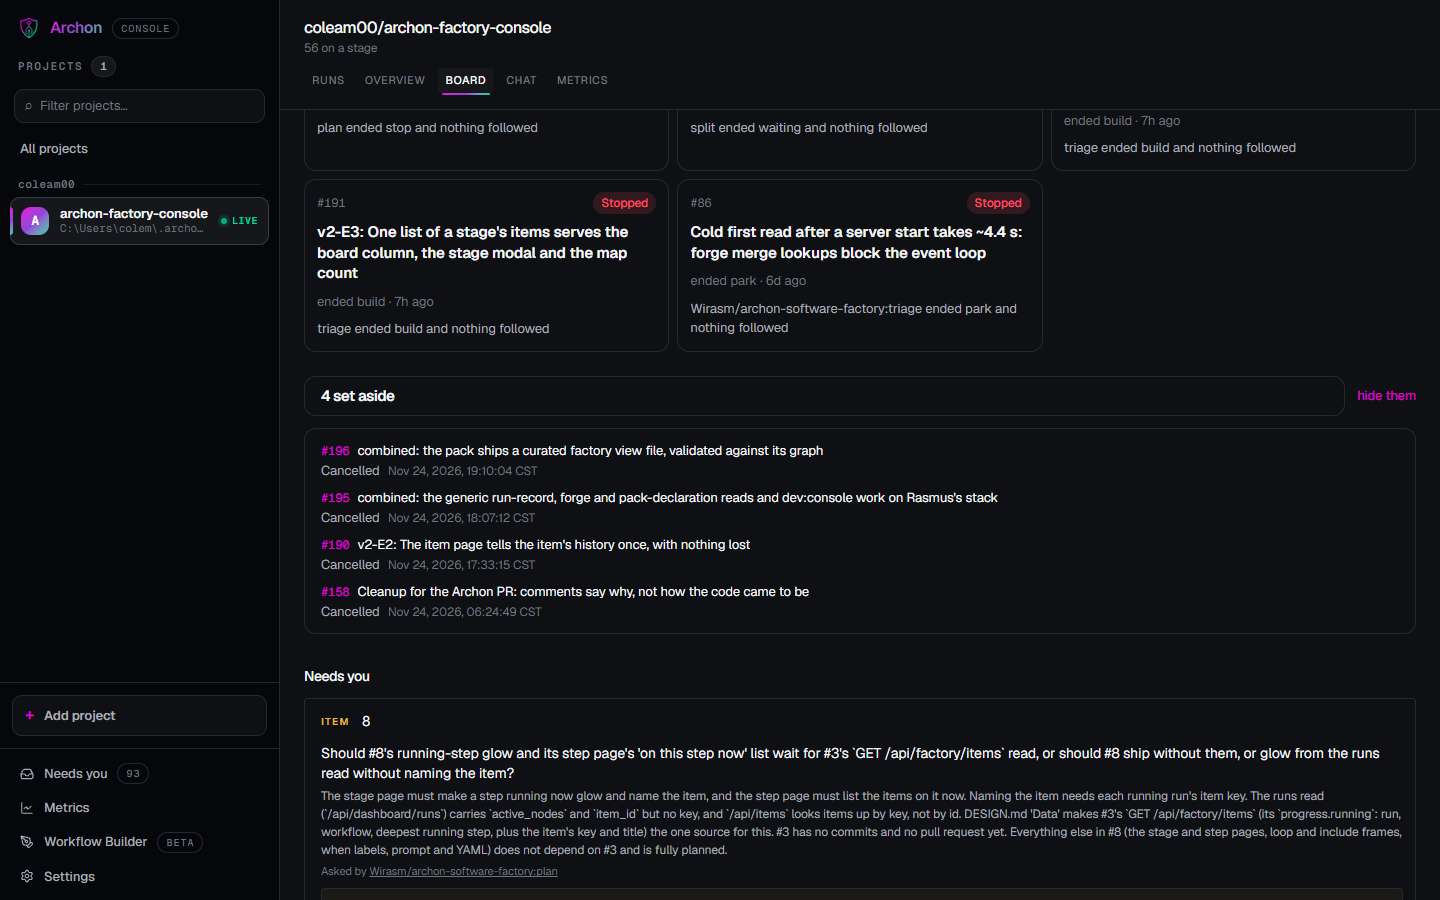 Archon CONSOLE
PROJECTS 1
Filter projects...
All projects
coleam00
A archon-factory-console LIVE
C:\Users\colem\.archo...
+ Add project
Needs you 93
Metrics
Workflow Builder BETA
Settings
coleam00/archon-factory-console
56 on a stage
RUNS OVERVIEW BOARD CHAT METRICS
plan ended stop and nothing followed
split ended waiting and nothing followed
ended build · 7h ago
triage ended build and nothing followed
#191 Stopped
v2-E3: One list of a stage's items serves the
board column, the stage modal and the map
count
ended build · 7h ago
triage ended build and nothing followed
#86 Stopped
Cold first read after a server start takes ~4.4 s:
forge merge lookups block the event loop
ended park · 6d ago
Wirasm/archon-software-factory:triage ended park and
nothing followed
4 set aside hide them
#196 combined: the pack ships a curated factory view file, validated against its graph
Cancelled Nov 24, 2026, 19:10:04 CST
#195 combined: the generic run-record, forge and pack-declaration reads and dev:console work on Rasmus's stack
Cancelled Nov 24, 2026, 18:07:12 CST
#190 v2-E2: The item page tells the item's history once, with nothing lost
Cancelled Nov 24, 2026, 17:33:15 CST
#158 Cleanup for the Archon PR: comments say why, not how the code came to be
Cancelled Nov 24, 2026, 06:24:49 CST
Needs you
ITEM 8
Should #8's running-step glow and its step page's 'on this step now' list wait for #3's `GET /api/factory/items` read, or should #8 ship without them, or glow from the runs
read without naming the item?
The stage page must make a step running now glow and name the item, and the step page must list the items on it now. Naming the item needs each running run's item key. The runs read
(`/api/dashboard/runs`) carries `active_nodes` and `item_id` but no key, and `/api/items` looks items up by key, not by id. DESIGN.md 'Data' makes #3's `GET /api/factory/items` (its `progress.running`: run,
workflow, deepest running step, plus the item's key and title) the one source for this. #3 has no commits and no pull request yet. Everything else in #8 (the stage and step pages, loop and include frames,
when labels, prompt and YAML) does not depend on #3 and is fully planned.
Asked by Wirasm/archon-software-factory:plan